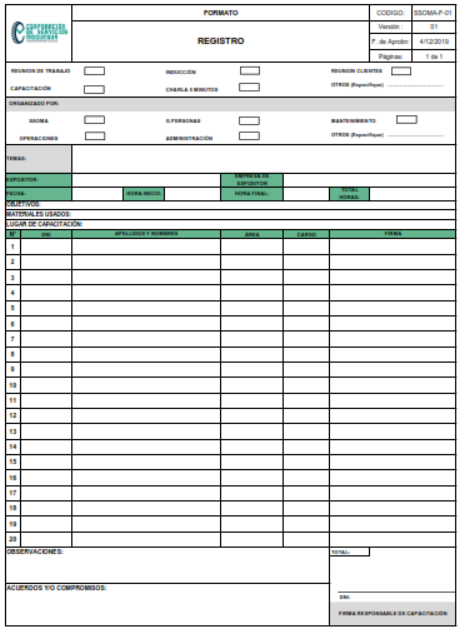 FORMATO
CODIGO: SSOMA-P-01
CORPORACIÓN
DE SERVICIOS
MOQUEGUA
REGISTRO
Versión : 01
F. de Aprobn: 4/12/2019
Páginas: 1 de 1
REUNION DE TRABAJO
INDUCCIÓN
REUNION CLIENTES
CAPACITACIÓN
CHARLA 5 MINUTOS
OTROS (Especifique) ........................
ORGANIZADO POR:
SSOMA
G.PERSONAS
MANTENIMIENTO
OPERACIONES
ADMINISTRACIÓN
OTROS (Especifique) ........................
TEMAS:
EXPOSITOR:
EMPRESA DE EXPOSITOR
FECHA:
HORA INICIO:
HORA FINAL:
TOTAL HORAS:
OBJETIVOS:
MATERIALES USADOS:
LUGAR DE CAPACITACIÓN:
N° DNI APELLIDOS Y NOMBRES ÁREA CARGO FIRMA
1
2
3
4
5
6
7
8
9
10
11
12
13
14
15
16
17
18
19
20
OBSERVACIONES:
TOTAL:
ACUERDOS Y/O COMPROMISOS:
DNI:
FIRMA RESPONSABLE DE CAPACITACIÓN